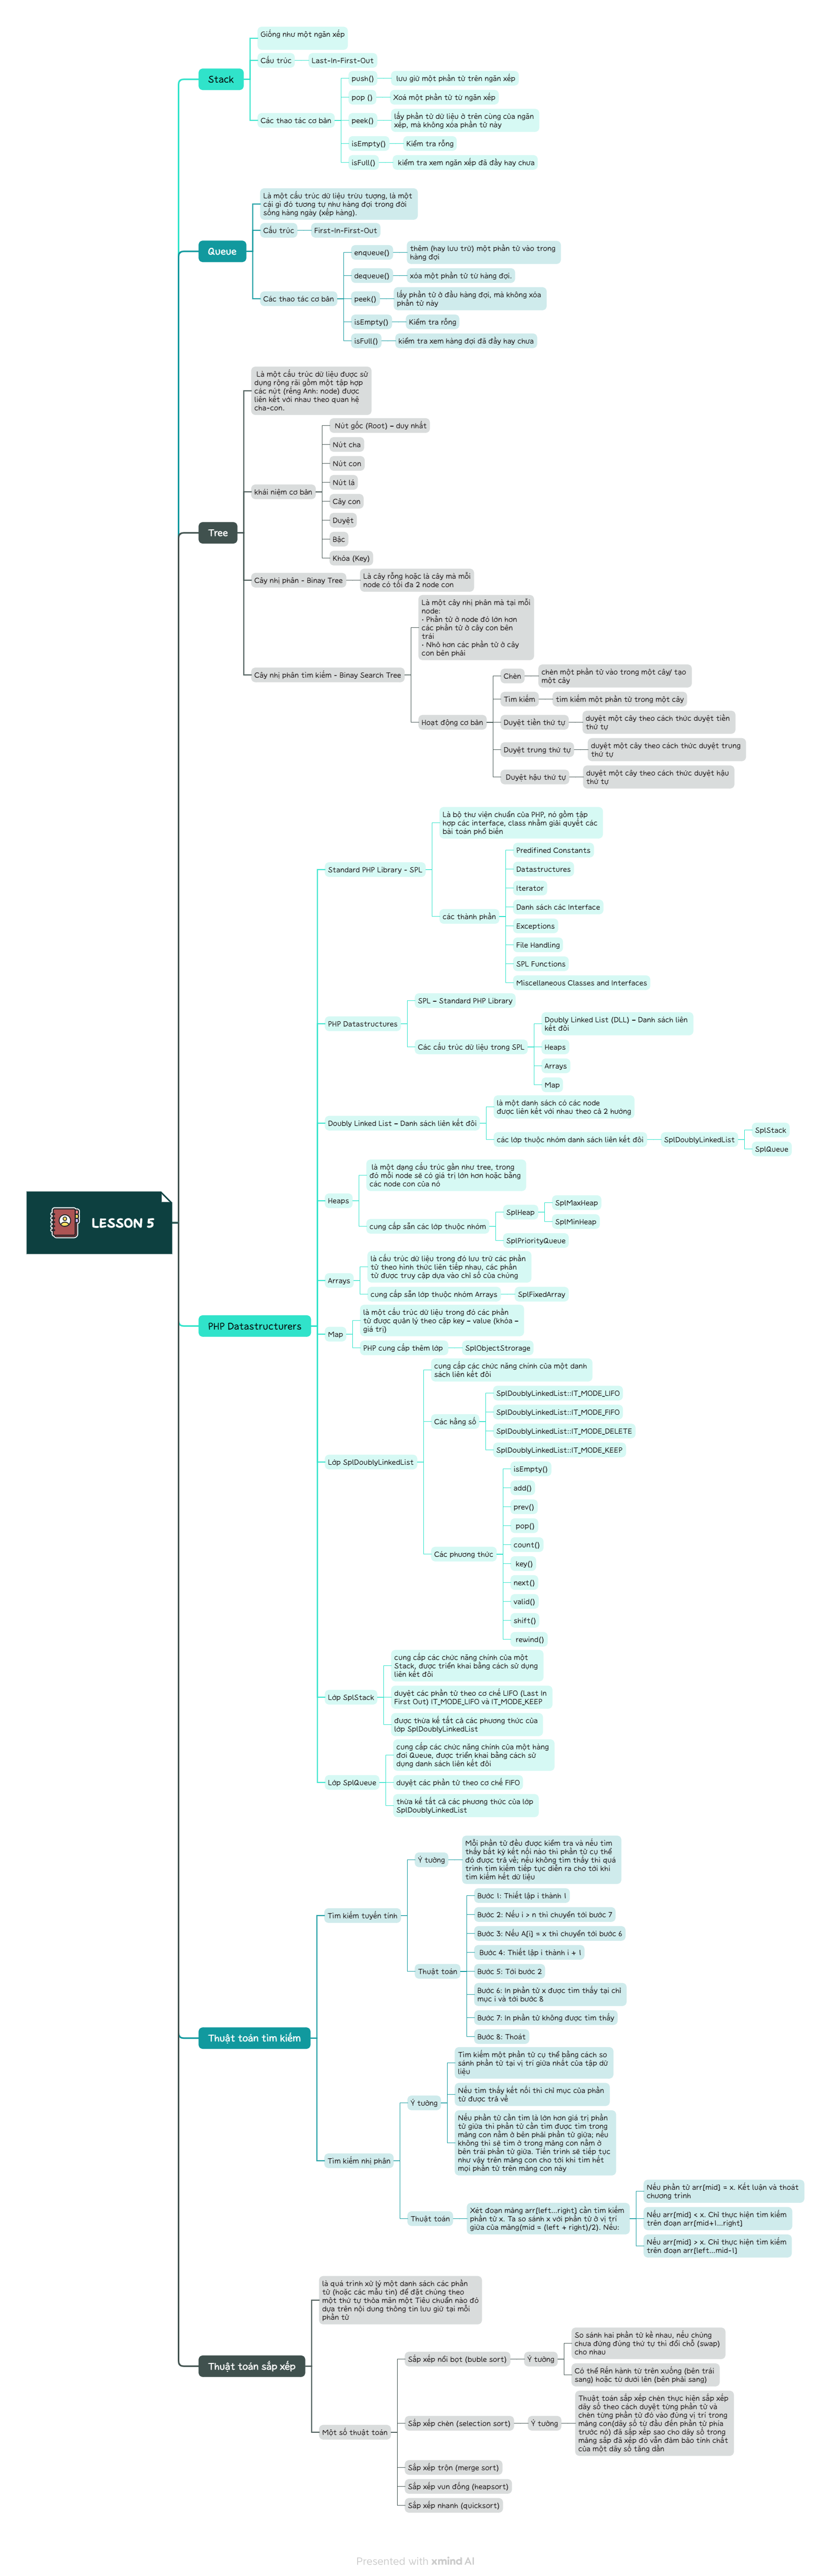 Giống như một ngăn xếp
Cấu trúc
Last-In-First-Out
Stack
push()
lưu giữ một phần tử trên ngăn xếp
pop ()
Xoá một phần tử từ ngăn xếp
Các thao tác cơ bản
peek()
lấy phần tử dữ liệu ở trên cùng của ngăn
xếp, mà không xóa phần tử này
isEmpty()
Kiểm tra rỗng
isFull()
kiểm tra xem ngăn xếp đã đầy hay chưa
Là một cấu trúc dữ liệu trừu tượng, là một
cái gì đó tương tự như hàng đợi trong đời
sống hàng ngày (xếp hàng).
Cấu trúc
First-In-First-Out
Queue
enqueue()
thêm (hay lưu trữ) một phần tử vào trong
hàng đợi
dequeue()
xóa một phần tử từ hàng đợi.
Các thao tác cơ bản
peek()
lấy phần tử ở đầu hàng đợi, mà không xóa
phần tử này
isEmpty()
Kiểm tra rỗng
isFull()
kiểm tra xem hàng đợi đã đầy hay chưa
Là một cấu trúc dữ liệu được sử
dụng rộng rãi gồm một tập hợp
các nút (tiếng Anh: node) được
liên kết với nhau theo quan hệ
cha-con.
Nút gốc (Root) – duy nhất
Nút cha
Nút con
Nút lá
khái niệm cơ bản
Cây con
Duyệt
Bậc
Khóa (Key)
Tree
Cây nhị phân - Binay Tree
Là cây rỗng hoặc là cây mà mỗi
node có tối đa 2 node con
Là một cây nhị phân mà tại mỗi
node:
- Phần tử ở node đó lớn hơn
các phần tử ở cây con bên
trái
- Nhỏ hơn các phần tử ở cây
con bên phải
Cây nhị phân tìm kiếm - Binay Search Tree
Chèn
chèn một phần tử vào trong một cây/ tạo
một cây
Tìm kiếm
tìm kiếm một phần tử trong một cây
Hoạt động cơ bản
Duyệt tiền thứ tự
duyệt một cây theo cách thức duyệt tiền
thứ tự
Duyệt trung thứ tự
duyệt một cây theo cách thức duyệt trung
thứ tự
Duyệt hậu thứ tự
duyệt một cây theo cách thức duyệt hậu
thứ tự
Là bộ thư viện chuẩn của PHP, nó gồm tập
hợp các interface, class nhằm giải quyết các
bài toán phổ biến
Standard PHP Library - SPL
Predifined Constants
Datastructures
Iterator
Danh sách các Interface
các thành phần
Exceptions
File Handling
SPL Functions
Miscellaneous Classes and Interfaces
SPL – Standard PHP Library
PHP Datastructures
Doubly Linked List (DLL) – Danh sách liên
kết đôi
Các cấu trúc dữ liệu trong SPL
Heaps
Arrays
Map
là một danh sách có các node
được liên kết với nhau theo cả 2 hướng
Doubly Linked List – Danh sách liên kết đôi
các lớp thuộc nhóm danh sách liên kết đôi
SplDoublyLinkedList
SplStack
SplQueue
là một dạng cấu trúc gần như tree, trong
đó mỗi node sẽ có giá trị lớn hơn hoặc bằng
các node con của nó
Heaps
cung cấp sẵn các lớp thuộc nhóm
SplHeap
SplMaxHeap
SplMinHeap
SplPriorityQueue
LESSON 5
là cấu trúc dữ liệu trong đó lưu trữ các phần
tử theo hình thức liên tiếp nhau, các phần
tử được truy cập dựa vào chỉ số của chúng
Arrays
cung cấp sẵn lớp thuộc nhóm Arrays
SplFixedArray
PHP Datastructurers
là một cấu trúc dữ liệu trong đó các phần
tử được quản lý theo cặp key – value (khóa –
giá trị)
Map
PHP cung cấp thêm lớp
SplObjectStrorage
cung cấp các chức năng chính của một danh
sách liên kết đôi
SplDoublyLinkedList::IT_MODE_LIFO
SplDoublyLinkedList::IT_MODE_FIFO
Các hằng số
SplDoublyLinkedList::IT_MODE_DELETE
SplDoublyLinkedList::IT_MODE_KEEP
Lớp SplDoublyLinkedList
isEmpty()
add()
prev()
pop()
count()
Các phương thức
key()
next()
valid()
shift()
rewind()
cung cấp các chức năng chính của một
Stack, được triển khai bằng cách sử dụng
liên kết đôi
Lớp SplStack
duyệt các phần tử theo cơ chế LIFO (Last In
First Out) IT_MODE_LIFO và IT_MODE_KEEP
được thừa kế tất cả các phương thức của
lớp SplDoublyLinkedList
cung cấp các chức năng chính của một hàng
đợi Queue, được triển khai bằng cách sử
dụng danh sách liên kết đôi
Lớp SplQueue
duyệt các phần tử theo cơ chế FIFO
thừa kế tất cả các phương thức của lớp
SplDoublyLinkedList
Mỗi phần tử đều được kiểm tra và nếu tìm
thấy bất kỳ kết nối nào thì phần tử cụ thể
đó được trả về; nếu không tìm thấy thì quá
trình tìm kiếm tiếp tục diễn ra cho tới khi
tìm kiếm hết dữ liệu
Ý tưởng
Tìm kiếm tuyến tính
Bước 1: Thiết lập i thành 1
Bước 2: Nếu i > n thì chuyển tới bước 7
Bước 3: Nếu A[i] = x thì chuyển tới bước 6
Bước 4: Thiết lập i thành i + 1
Thuật toán
Bước 5: Tới bước 2
Bước 6: In phần tử x được tìm thấy tại chỉ
mục i và tới bước 8
Bước 7: In phần tử không được tìm thấy
Bước 8: Thoát
Thuật toán tìm kiếm
Tìm kiếm một phần tử cụ thể bằng cách so
sánh phần tử tại vị trí giữa nhất của tập dữ
liệu
Nếu tìm thấy kết nối thì chỉ mục của phần
tử được trả về
Ý tưởng
Nếu phần tử cần tìm là lớn hơn giá trị phần
tử giữa thì phần tử cần tìm được tìm trong
mảng con nằm ở bên phải phần tử giữa; nếu
không thì sẽ tìm ở trong mảng con nằm ở
bên trái phần tử giữa. Tiến trình sẽ tiếp tục
như vậy trên mảng con cho tới khi tìm hết
mọi phần tử trên mảng con này
Tìm kiếm nhị phân
Thuật toán
Xét đoạn mảng arr[left...right] cần tìm kiếm
phần tử x. Ta so sánh x với phần tử ở vị trí
giữa của mảng(mid = (left + right)/2). Nếu:
Nếu phần tử arr[mid] = x. Kết luận và thoát
chương trình
Nếu arr[mid] < x. Chỉ thực hiện tìm kiếm
trên đoạn arr[mid+1...right]
Nếu arr[mid] > x. Chỉ thực hiện tìm kiếm
trên đoạn arr[left...mid-1]
là quá trình xử lý một danh sách các phần
tử (hoặc các mẫu tin) để đặt chúng theo
một thứ tự thỏa mãn một Tiêu chuẩn nào đó
dựa trên nội dung thông tin lưu giữ tại mỗi
phần tử
Thuật toán sắp xếp
Sắp xếp nổi bọt (buble sort)
Ý tưởng
So sánh hai phần tử kề nhau, nếu chúng
chưa đứng đúng thứ tự thì đổi chỗ (swap)
cho nhau
Có thể Rến hành từ trên xuống (bên trái
sang) hoặc từ dưới lên (bên phải sang)
Một số thuật toán
Sắp xếp chèn (selection sort)
Ý tưởng
Thuật toán sắp xếp chèn thực hiện sắp xếp
dãy số theo cách duyệt từng phần tử và
chèn từng phần tử đó vào đúng vị trí trong
mảng con(dãy số từ đầu đến phần tử phía
trước nó) đã sắp xếp sao cho dãy số trong
mảng sắp đã xếp đó vẫn đảm bảo tính chất
của một dãy số tăng dần
Sắp xếp trộn (merge sort)
Sắp xếp vun đống (heapsort)
Sắp xếp nhanh (quicksort)
Presented with xmind AI